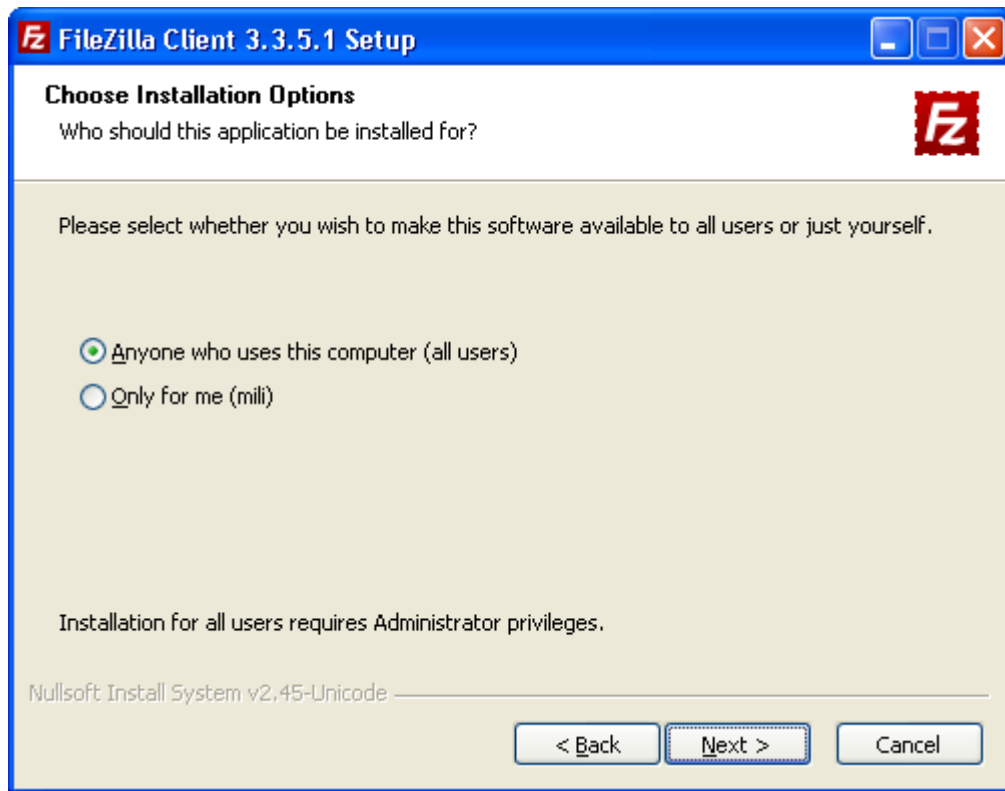 FileZilla Client 3.3.5.1 Setup
Choose Installation Options
Who should this application be installed for?
Fz
Please select whether you wish to make this software available to all users or just yourself.
Anyone who uses this computer (all users)
Only for me (mili)
Installation for all users requires Administrator privileges.
Nullsoft Install System v2.45-Unicode
< Back Next > Cancel